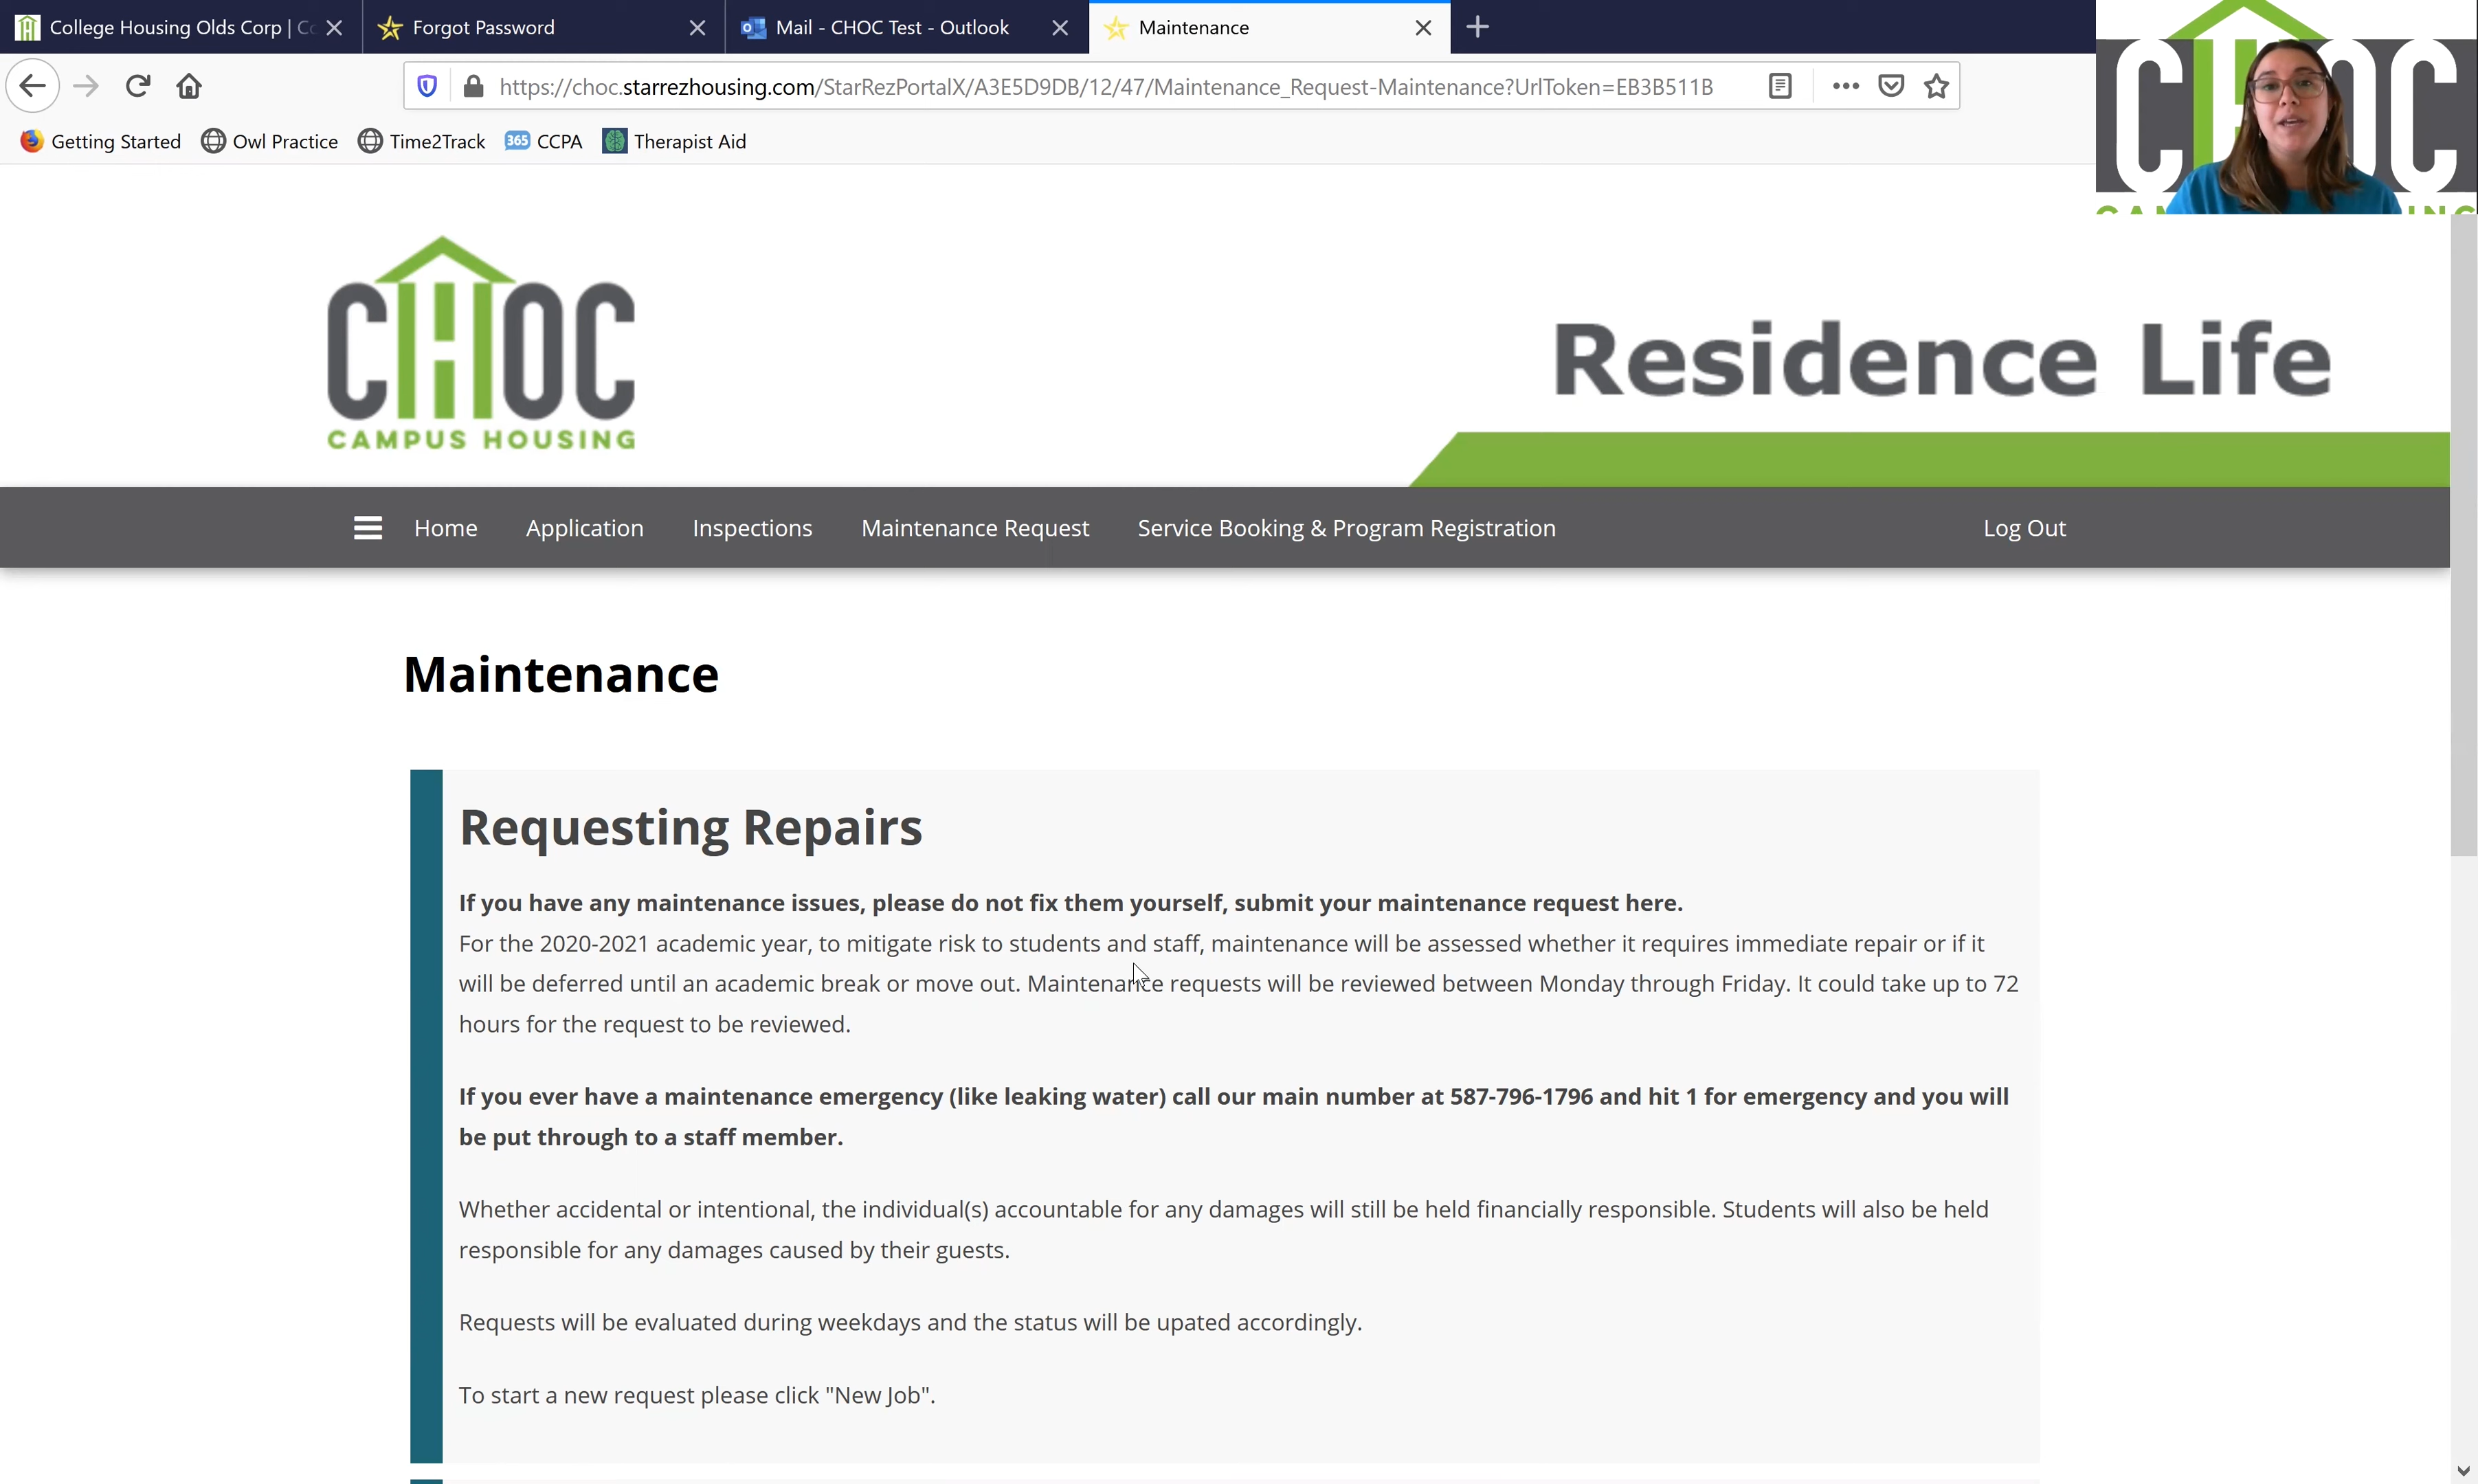 College Housing Olds Corp | Co
Forgot Password
Mail - CHOC Test - Outlook
Maintenance
https://choc.starrezhousing.com/StarRezPortalX/A3E5D9DB/12/47/Maintenance_Request-Maintenance?UrlToken=EB3B511B
Getting Started
Owl Practice
Time2Track
365
CCPA
Therapist Aid
CHOC
CHOC
CAMPUS HOUSING
Residence Life
Home
Application
Inspections
Maintenance Request
Service Booking & Program Registration
Log Out
Maintenance
Requesting Repairs
If you have any maintenance issues, please do not fix them yourself, submit your maintenance request here.
For the 2020-2021 academic year, to mitigate risk to students and staff, maintenance will be assessed whether it requires immediate repair or if it
will be deferred until an academic break or move out. Maintenance requests will be reviewed between Monday through Friday. It could take up to 72
hours for the request to be reviewed.
If you ever have a maintenance emergency (like leaking water) call our main number at 587-796-1796 and hit 1 for emergency and you will
be put through to a staff member.
Whether accidental or intentional, the individual(s) accountable for any damages will still be held financially responsible. Students will also be held
responsible for any damages caused by their guests.
Requests will be evaluated during weekdays and the status will be upated accordingly.
To start a new request please click "New Job".